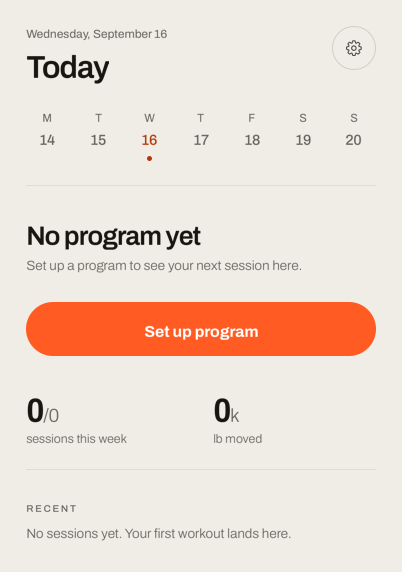 Wednesday, September 16
Today
M T W T F S S
14 15 16 17 18 19 20
No program yet
Set up a program to see your next session here.
Set up program
0/0 0k
sessions this week lb moved
RECENT
No sessions yet. Your first workout lands here.